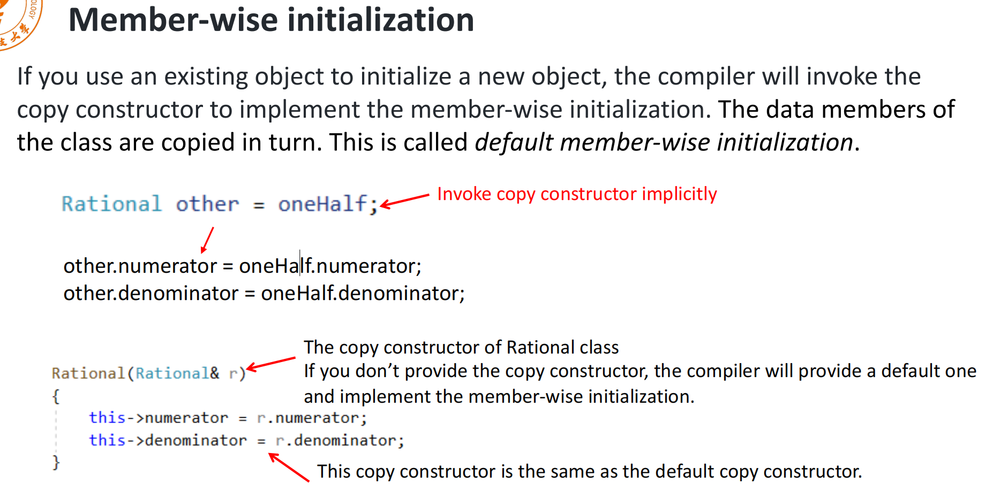 OLOGY
技大学
Member-wise initialization
If you use an existing object to initialize a new object, the compiler will invoke the
copy constructor to implement the member-wise initialization. The data members of
the class are copied in turn. This is called default member-wise initialization.
Rational other = oneHalf;
Invoke copy constructor implicitly
other.numerator = oneHalf.numerator;
other.denominator = oneHalf.denominator;
The copy constructor of Rational class
Rational(Rational& r)
If you don’t provide the copy constructor, the compiler will provide a default one
{
and implement the member-wise initialization.
this->numerator = r.numerator;
this->denominator = r.denominator;
}
This copy constructor is the same as the default copy constructor.